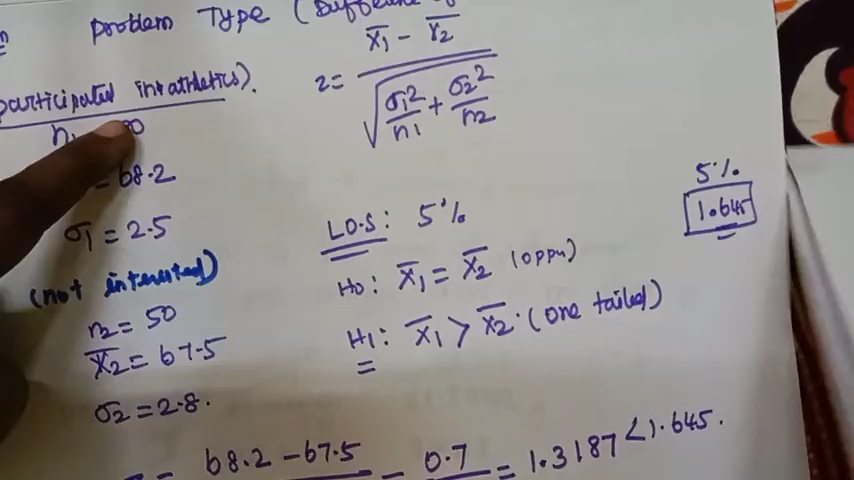 Problem Type (
participated in athletics).
z = x̄1 - x̄2 / √(σ1²/n1 + σ2²/n2)
= 68.2
σ1 = 2.5
(not interested)
n2 = 50
x̄2 = 67.5
σ2 = 2.8.
5%
1.645
L.O.S : 5%
H0 : x̄1 = x̄2 (oppn)
H1 : x̄1 > x̄2. (one tailed)
= 68.2 - 67.5 = 0.7 = 1.3187 < 1.645.